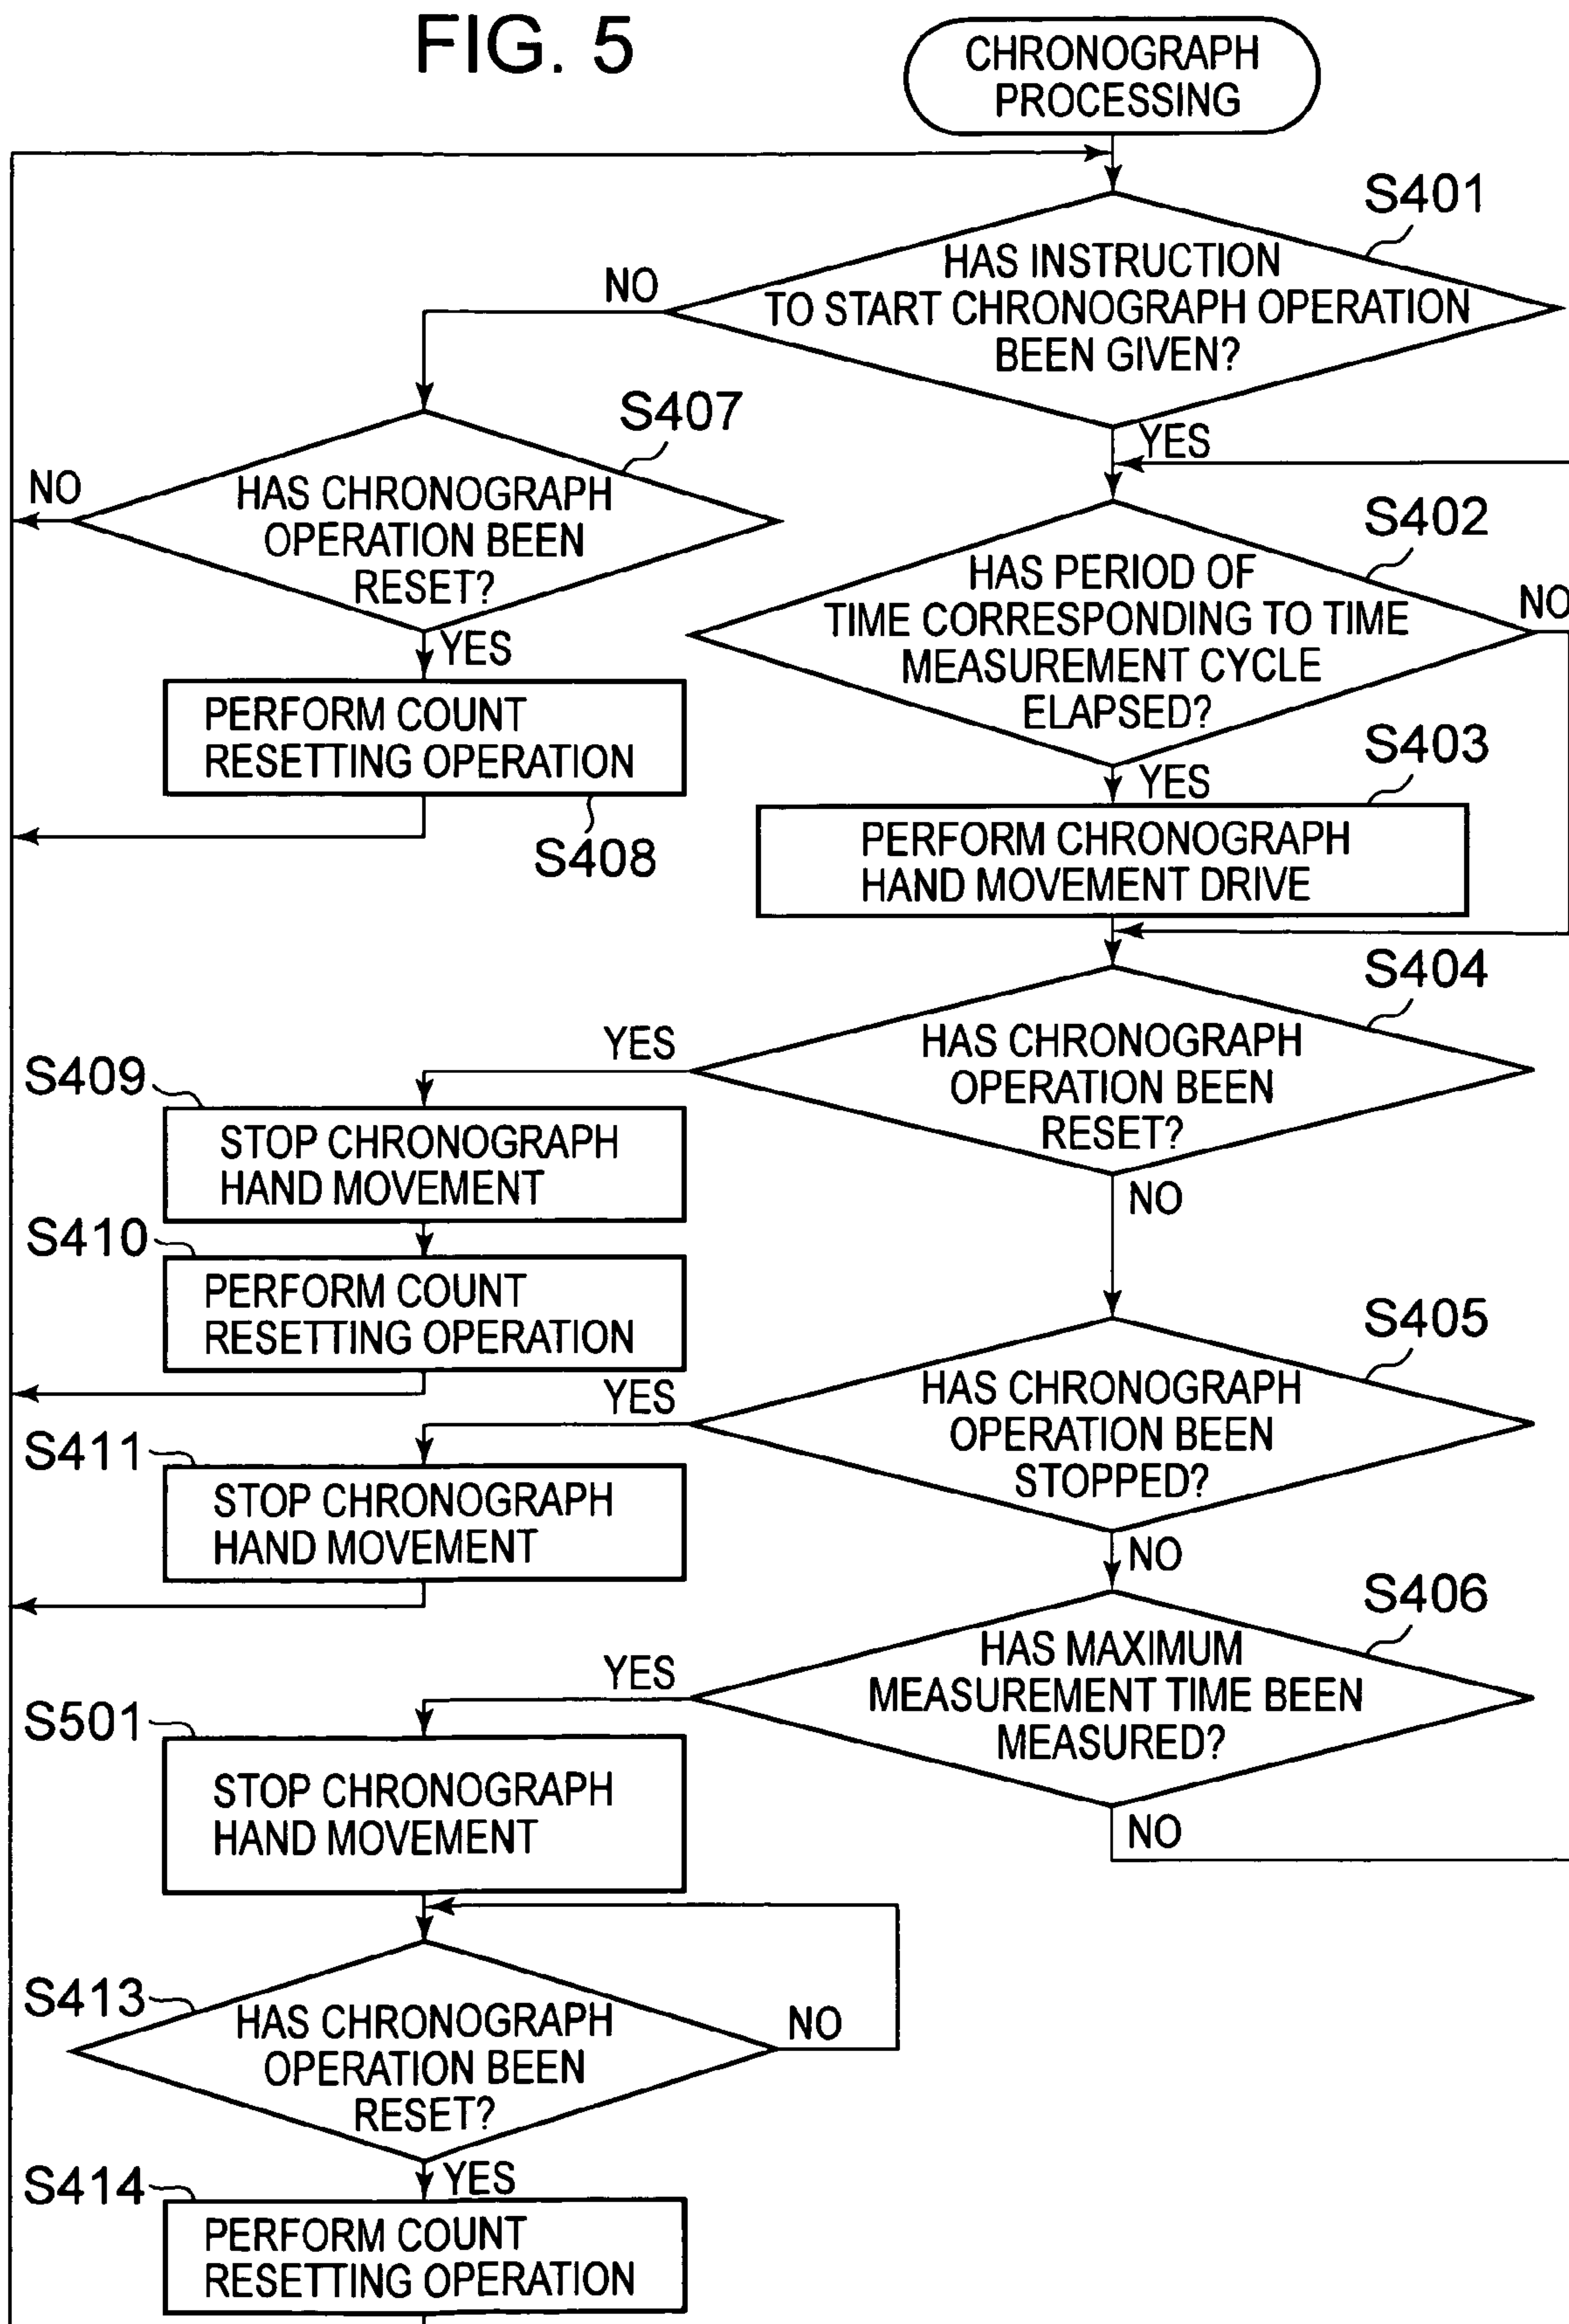 FIG. 5
CHRONOGRAPH
PROCESSING
S401
HAS INSTRUCTION
TO START CHRONOGRAPH OPERATION
BEEN GIVEN?
NO
YES
S407
HAS CHRONOGRAPH
OPERATION BEEN
RESET?
NO
YES
PERFORM COUNT
RESETTING OPERATION
S408
S402
HAS PERIOD OF
TIME CORRESPONDING TO TIME
MEASUREMENT CYCLE
ELAPSED?
NO
YES
S403
PERFORM CHRONOGRAPH
HAND MOVEMENT DRIVE
S404
HAS CHRONOGRAPH
OPERATION BEEN
RESET?
YES
NO
S409
STOP CHRONOGRAPH
HAND MOVEMENT
S410
PERFORM COUNT
RESETTING OPERATION
S405
HAS CHRONOGRAPH
OPERATION BEEN
STOPPED?
YES
NO
S411
STOP CHRONOGRAPH
HAND MOVEMENT
S406
HAS MAXIMUM
MEASUREMENT TIME BEEN
MEASURED?
YES
NO
S501
STOP CHRONOGRAPH
HAND MOVEMENT
S413
HAS CHRONOGRAPH
OPERATION BEEN
RESET?
NO
YES
S414
PERFORM COUNT
RESETTING OPERATION